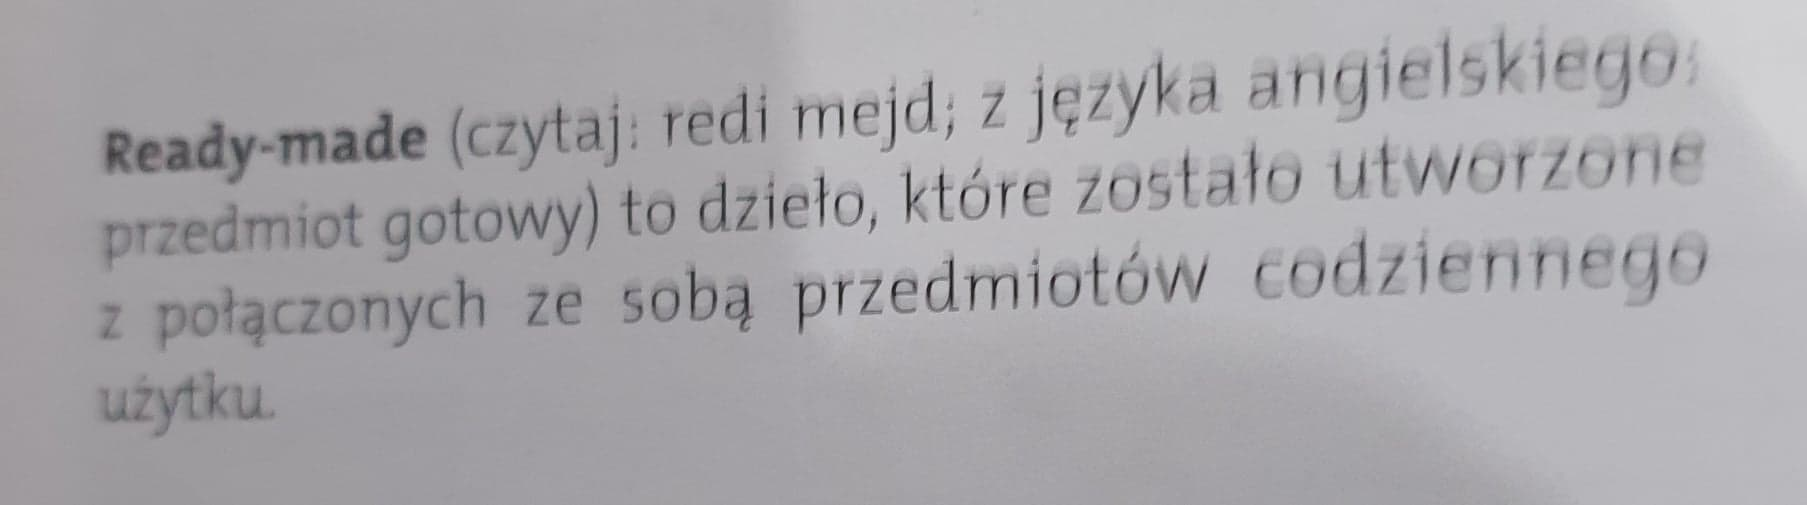 Ready-made (czytaj: redi mejd; z języka angielskiego:
przedmiot gotowy) to dzieło, które zostało utworzone
z połączonych ze sobą przedmiotów codziennego
użytku.